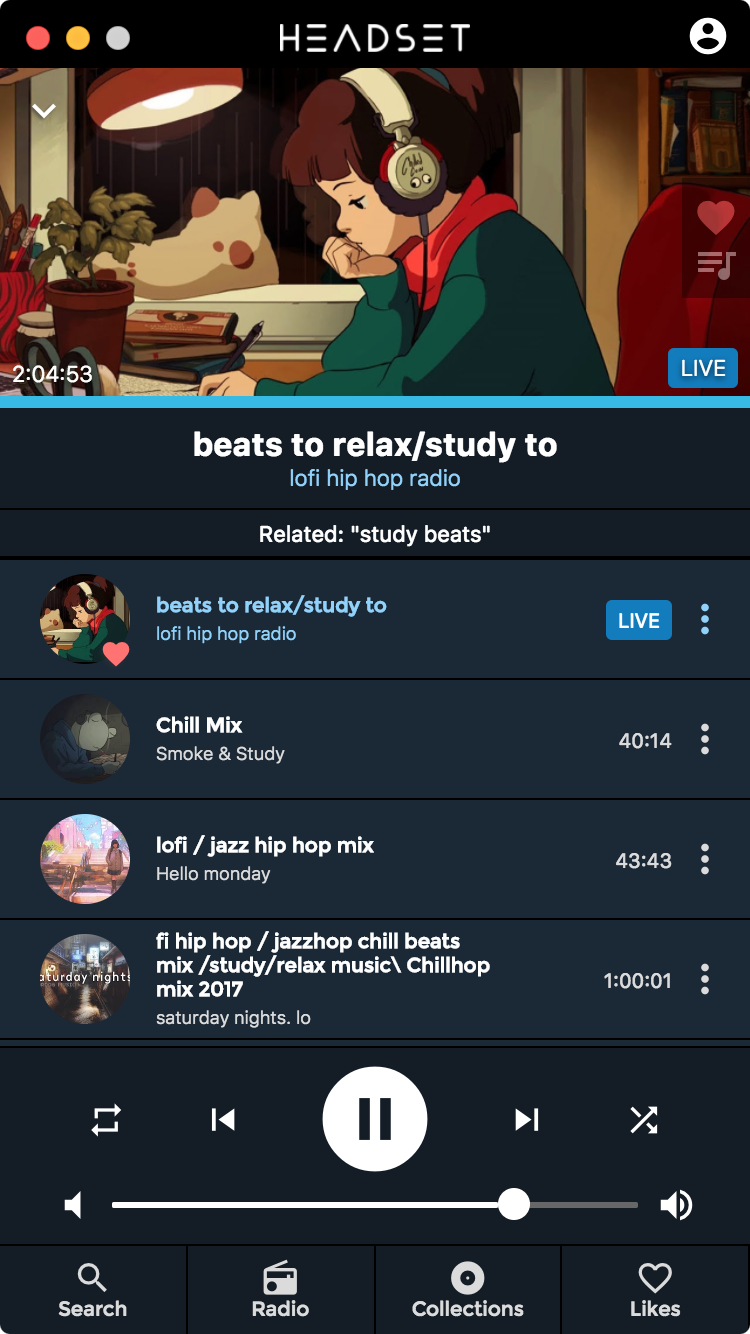 HEADSET
2:04:53
LIVE
beats to relax/study to
lofi hip hop radio
Related: "study beats"
beats to relax/study to
lofi hip hop radio
LIVE
Chill Mix
Smoke & Study
40:14
lofi / jazz hip hop mix
Hello monday
43:43
fi hip hop / jazzhop chill beats
mix /study/relax music\ Chillhop
mix 2017
saturday nights. lo
1:00:01
aturday nights
Search
Radio
Collections
Likes